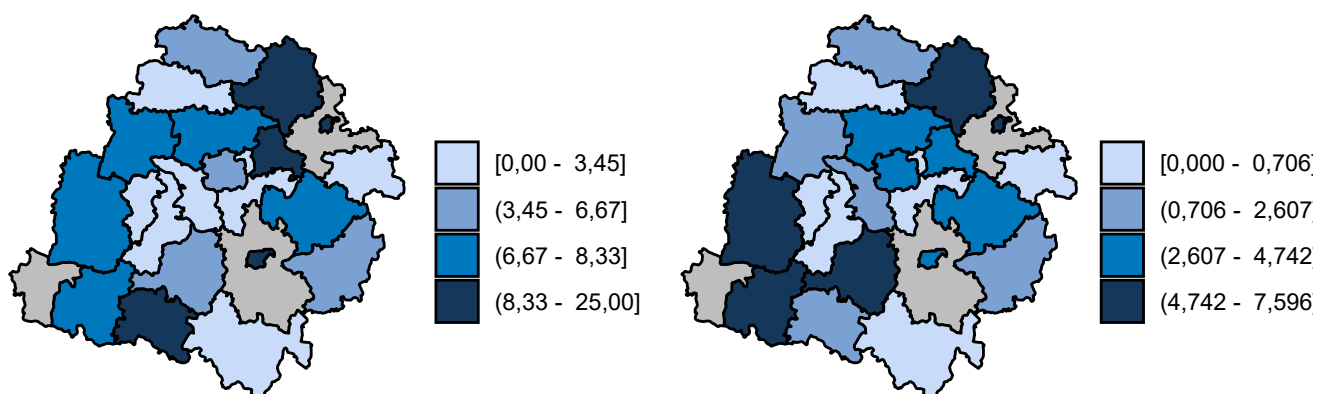 [0,00 - 3,45]
(3,45 - 6,67]
(6,67 - 8,33]
(8,33 - 25,00]
[0,000 - 0,706]
(0,706 - 2,607]
(2,607 - 4,742]
(4,742 - 7,596]